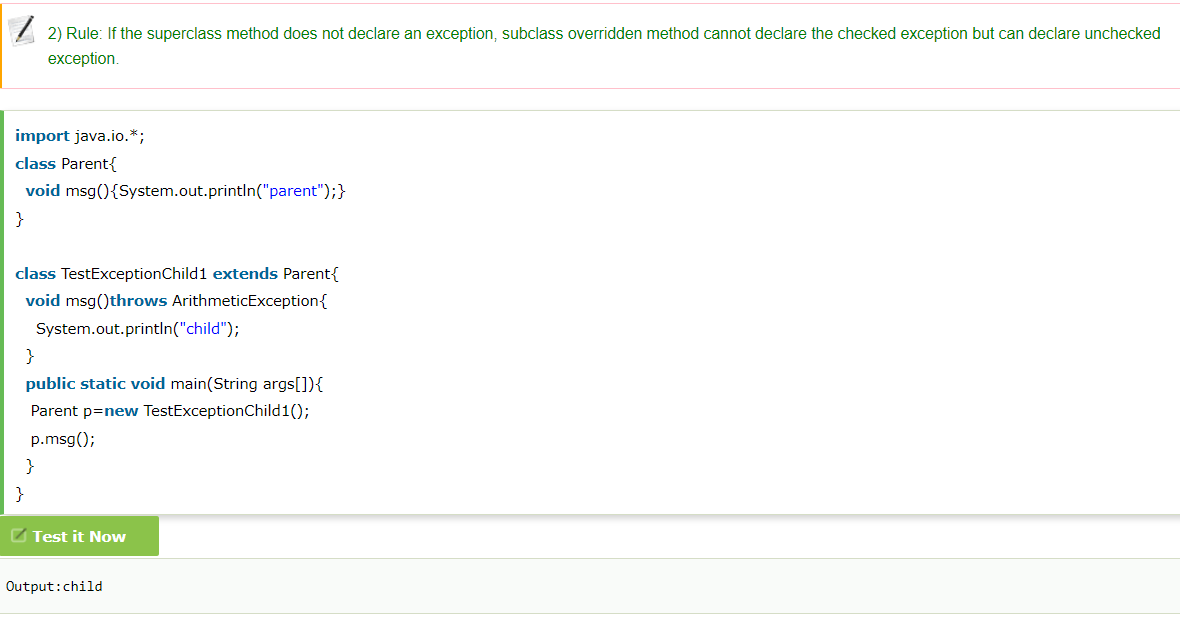 2) Rule: If the superclass method does not declare an exception, subclass overridden method cannot declare the checked exception but can declare unchecked
exception.
import java.io.*;
class Parent{
void msg(){System.out.println("parent");}
}
class TestExceptionChild1 extends Parent{
void msg()throws ArithmeticException{
System.out.println("child");
}
public static void main(String args[]){
Parent p=new TestExceptionChild1();
p.msg();
}
}
Test it Now
Output:child